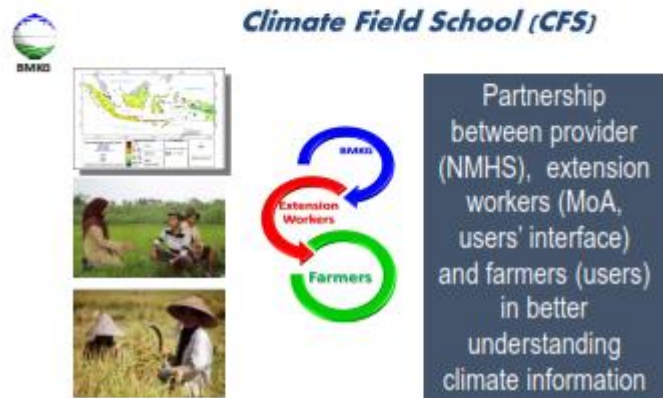 Climate Field School (CFS)
BMKG
BMKG
Extension
Workers
Farmers
Partnership
between provider
(NMHS), extension
workers (MoA,
users' interface)
and farmers (users)
in better
understanding
climate information